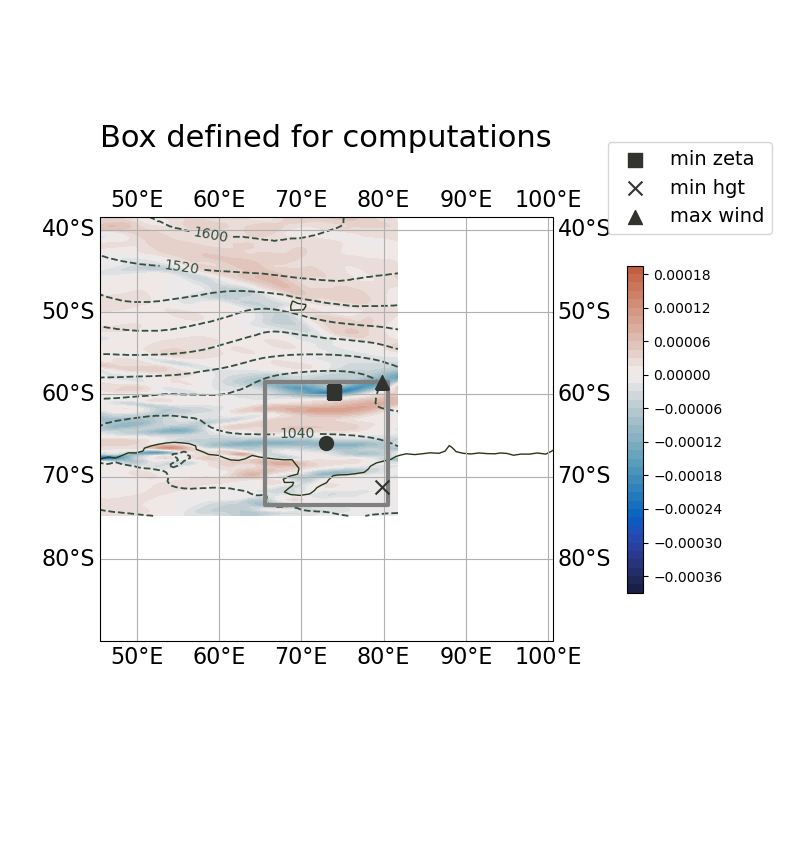 Box defined for computations
min zeta
min hgt
max wind
50°E 60°E 70°E 80°E 90°E 100°E
40°S 40°S
1600
1520
50°S 50°S
60°S 60°S
1040
70°S 70°S
80°S 80°S
50°E 60°E 70°E 80°E 90°E 100°E
0.00018
0.00012
0.00006
0.00000
−0.00006
−0.00012
−0.00018
−0.00024
−0.00030
−0.00036